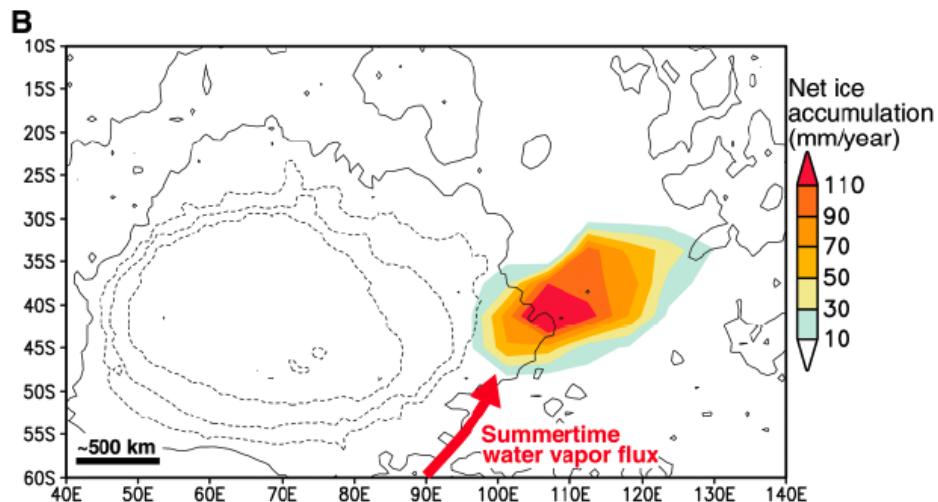 B
10S
15S
20S
25S
30S
35S
40S
45S
50S
55S
60S
40E
50E
60E
70E
80E
90E
100E
110E
120E
130E
140E
~500 km
Summertime
water vapor flux
Net ice
accumulation
(mm/year)
110
90
70
50
30
10